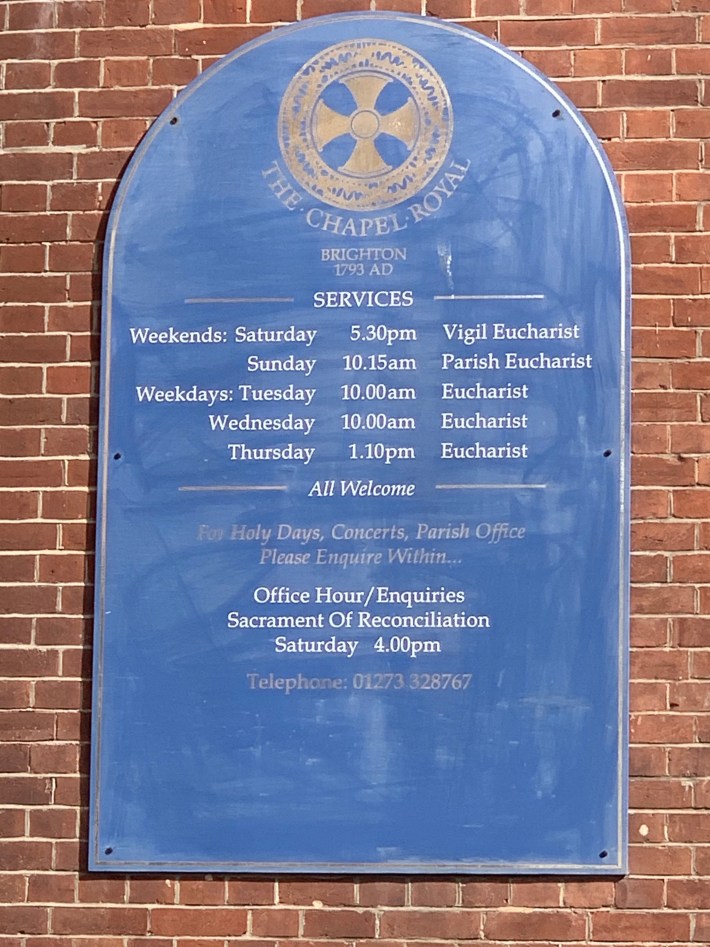 THE · CHAPEL · ROYAL
BRIGHTON
1793 AD
SERVICES
Weekends: Saturday 5.30pm Vigil Eucharist
Sunday 10.15am Parish Eucharist
Weekdays: Tuesday 10.00am Eucharist
Wednesday 10.00am Eucharist
Thursday 1.10pm Eucharist
All Welcome
For Holy Days, Concerts, Parish Office
Please Enquire Within...
Office Hour/Enquiries
Sacrament Of Reconciliation
Saturday 4.00pm
Telephone: 01273 328767